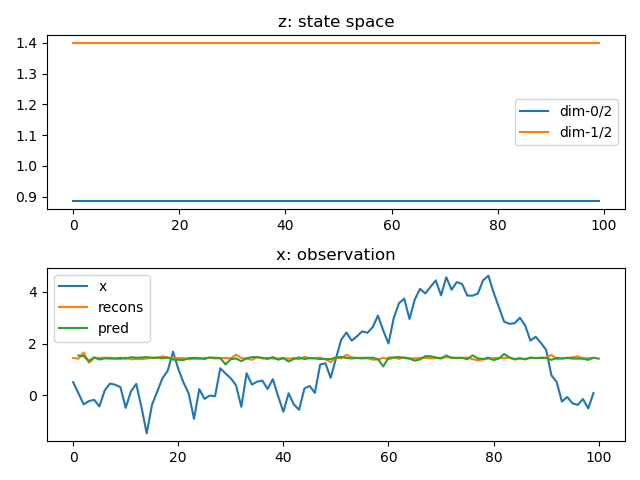 z: state space
1.4
1.3
1.2
1.1
1.0
0.9
dim-0/2
dim-1/2
0 20 40 60 80 100
x: observation
4
2
0
x
recons
pred
0 20 40 60 80 100